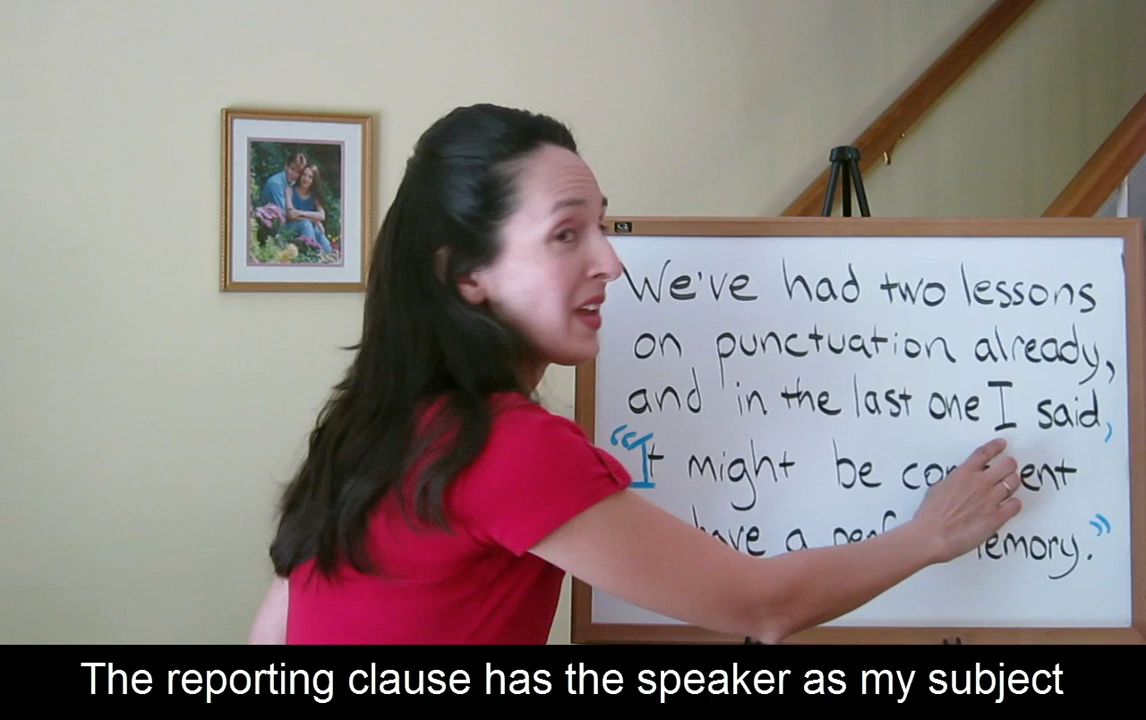 We've had two lessons
on punctuation already,
and in the last one I said,
"It might be
have a
The reporting clause has the speaker as my subject